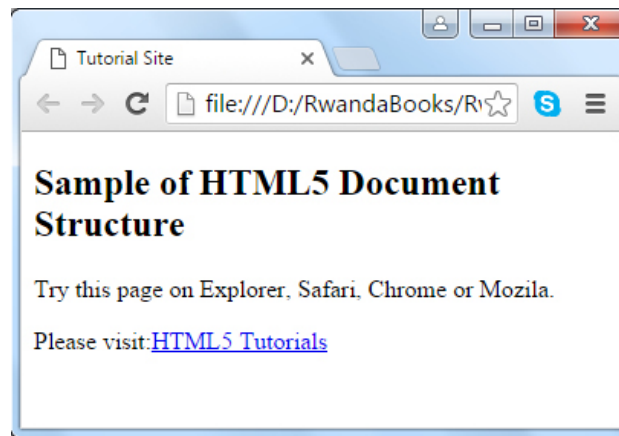 Tutorial Site
file:///D:/RwandaBooks/R
Sample of HTML5 Document
Structure
Try this page on Explorer, Safari, Chrome or Mozila.
Please visit:HTML5 Tutorials